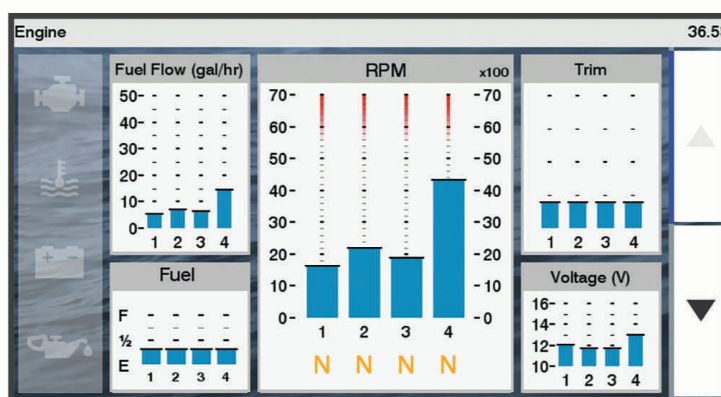 Engine
36.5
Fuel Flow (gal/hr)
50
40
30
20
10
0
1 2 3 4
Fuel
F
½
E
1 2 3 4
RPM x100
70 70
60 60
50 50
40 40
30 30
20 20
10 10
0 0
1 2 3 4
N N N N
Trim
1 2 3 4
Voltage (V)
16
14
12
10
1 2 3 4